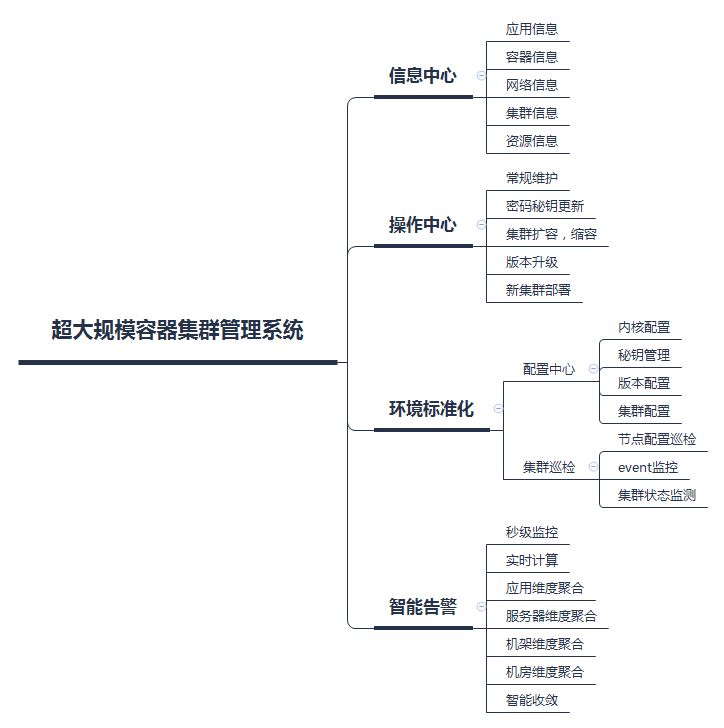 超大规模容器集群管理系统
信息中心
应用信息
容器信息
网络信息
集群信息
资源信息
操作中心
常规维护
密码秘钥更新
集群扩容，缩容
版本升级
新集群部署
环境标准化
配置中心
内核配置
秘钥管理
版本配置
集群配置
集群巡检
节点配置巡检
event监控
集群状态监测
智能告警
秒级监控
实时计算
应用维度聚合
服务器维度聚合
机架维度聚合
机房维度聚合
智能收敛